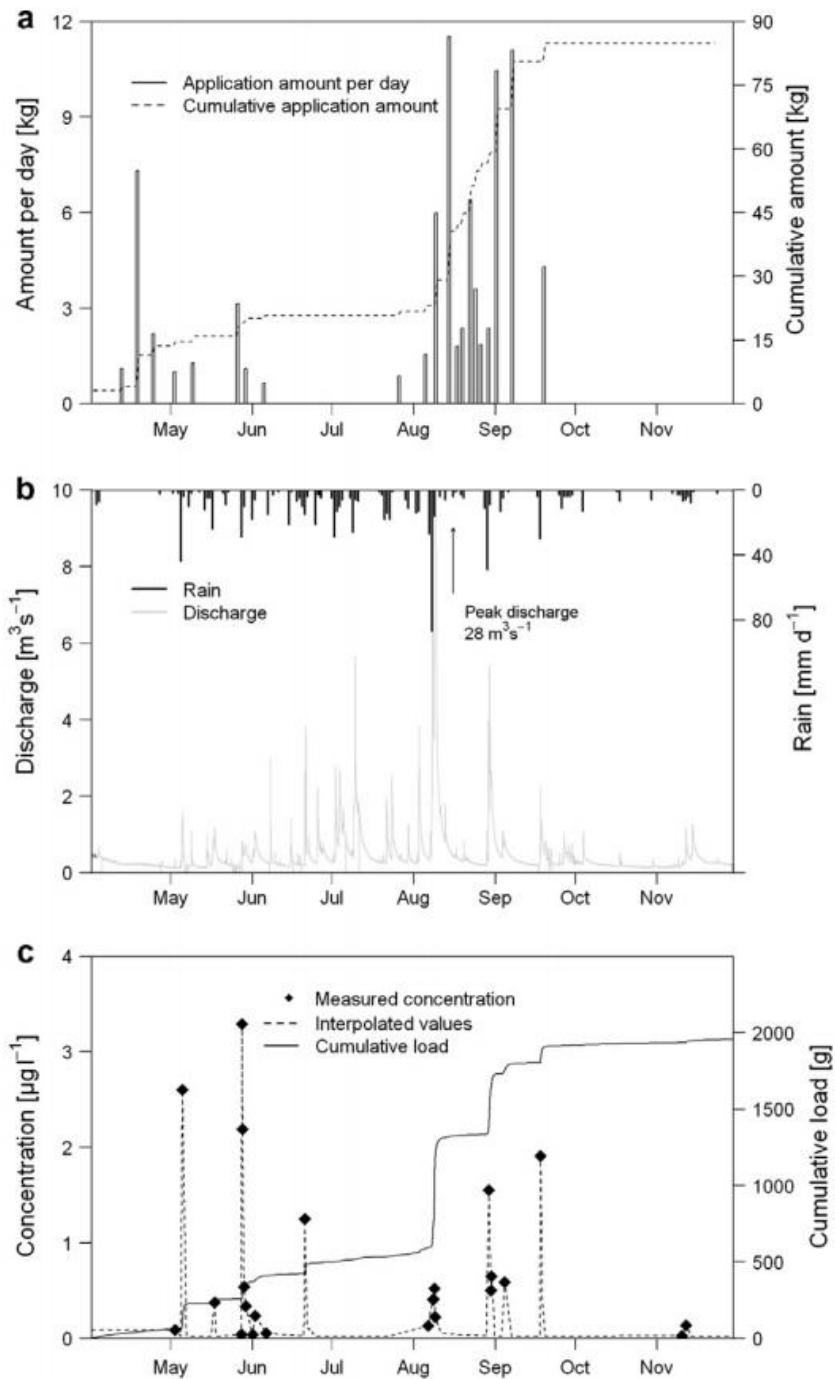 a
12
9
6
3
0
Amount per day [kg]
Application amount per day
Cumulative application amount
90
75
60
45
30
15
0
Cumulative amount [kg]
May Jun Jul Aug Sep Oct Nov
b
10
8
6
4
2
0
Discharge [m³s⁻¹]
Rain
Discharge
Peak discharge
28 m³s⁻¹
0
40
80
Rain [mm d⁻¹]
May Jun Jul Aug Sep Oct Nov
c
4
3
2
1
0
Concentration [µg l⁻¹]
Measured concentration
Interpolated values
Cumulative load
2000
1500
1000
500
0
Cumulative load [g]
May Jun Jul Aug Sep Oct Nov